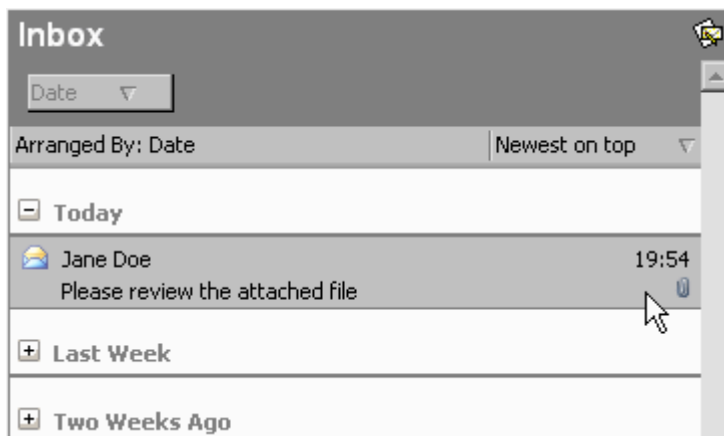 Inbox
Date
Arranged By: Date Newest on top
Today
Jane Doe 19:54
Please review the attached file
Last Week
Two Weeks Ago